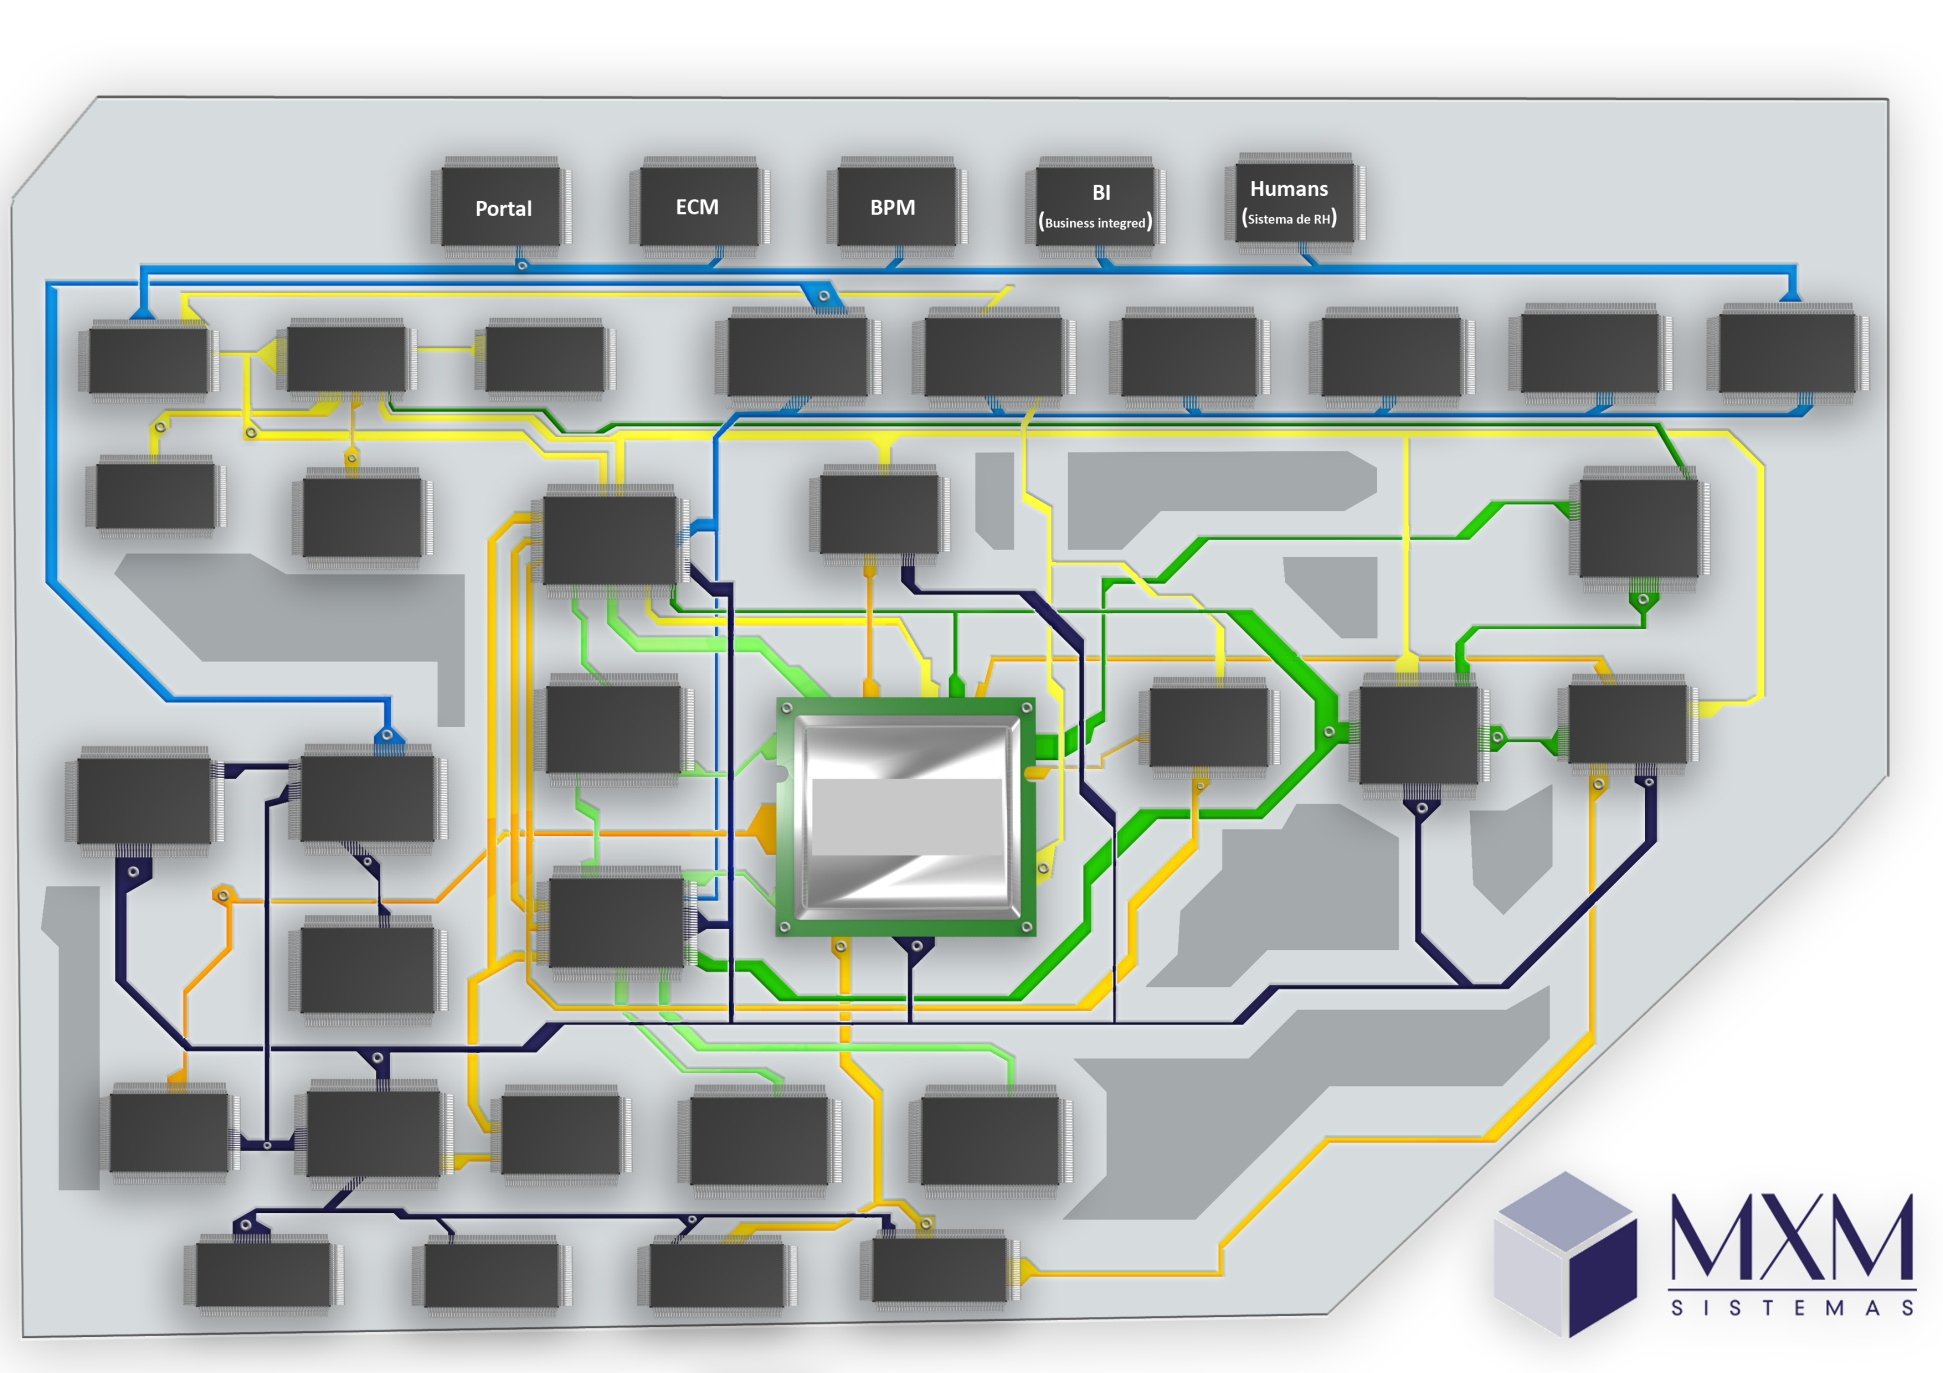 Portal
ECM
BPM
BI
(Business integred)
Humans
(Sistema de RH)
MXM
SISTEMAS